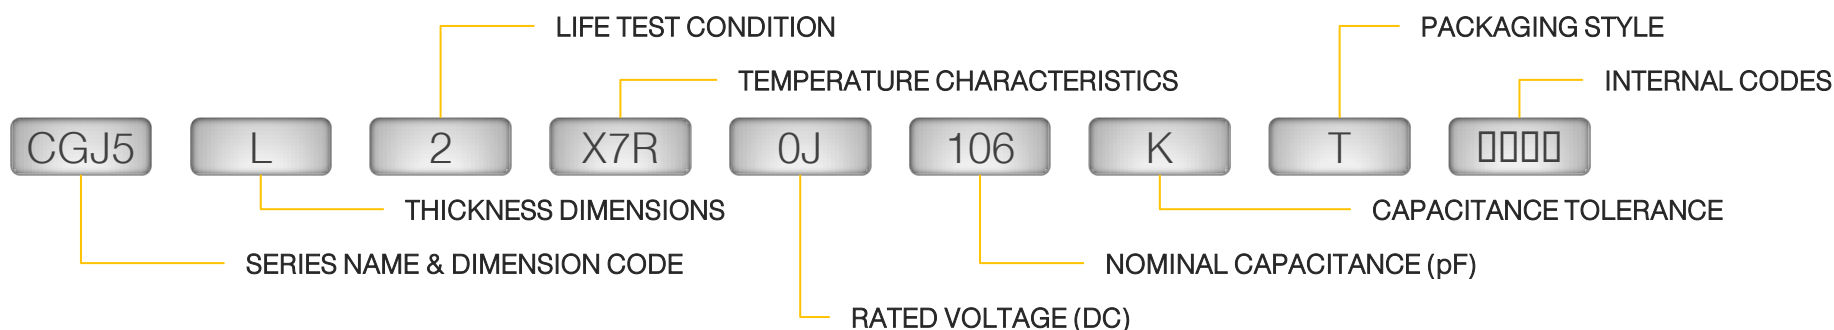 LIFE TEST CONDITION
PACKAGING STYLE
TEMPERATURE CHARACTERISTICS
INTERNAL CODES
CGJ5 L 2 X7R 0J 106 K T □□□□
THICKNESS DIMENSIONS
CAPACITANCE TOLERANCE
SERIES NAME & DIMENSION CODE
NOMINAL CAPACITANCE (pF)
RATED VOLTAGE (DC)